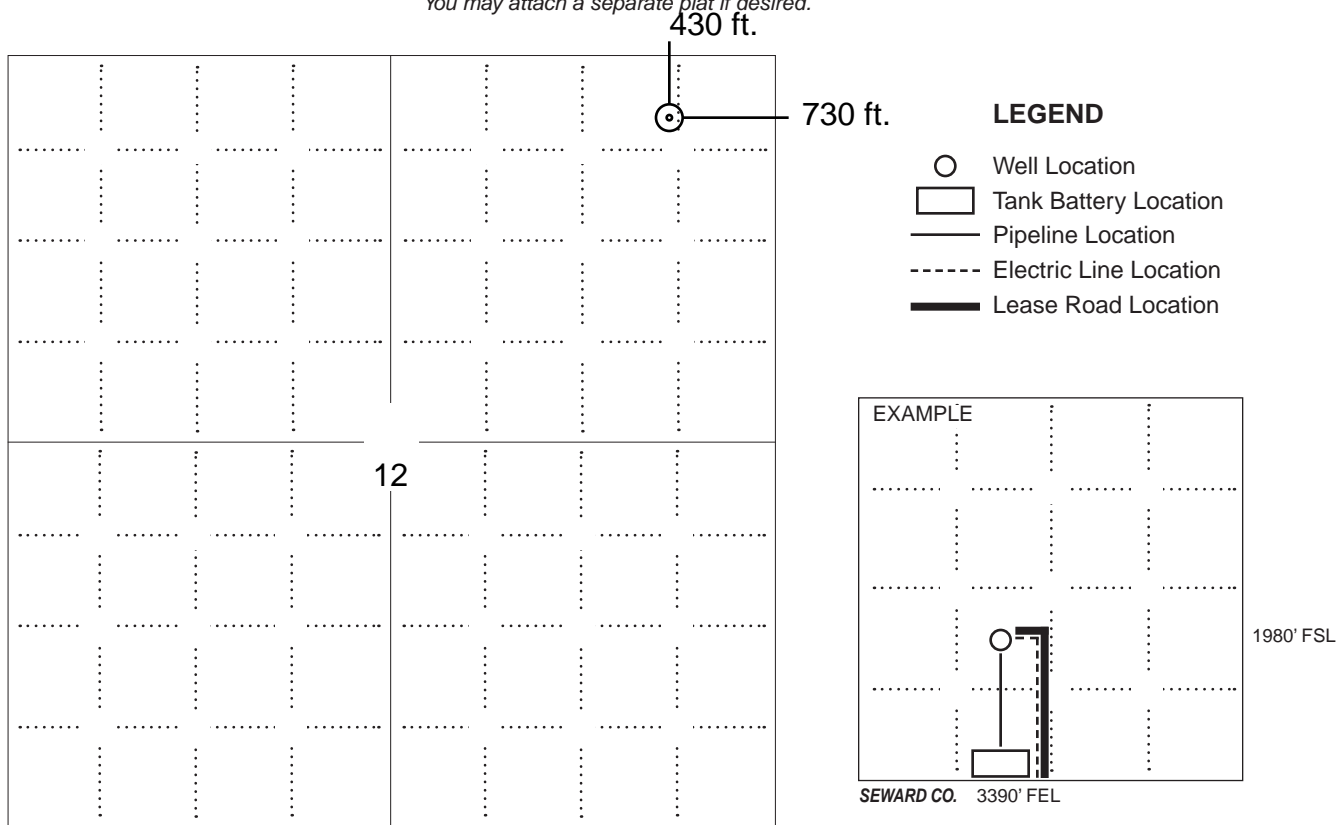 You may attach a separate plat if desired.
430 ft.
730 ft.
LEGEND
Well Location
Tank Battery Location
Pipeline Location
Electric Line Location
Lease Road Location
EXAMPLE
12
1980' FSL
SEWARD CO. 3390' FEL